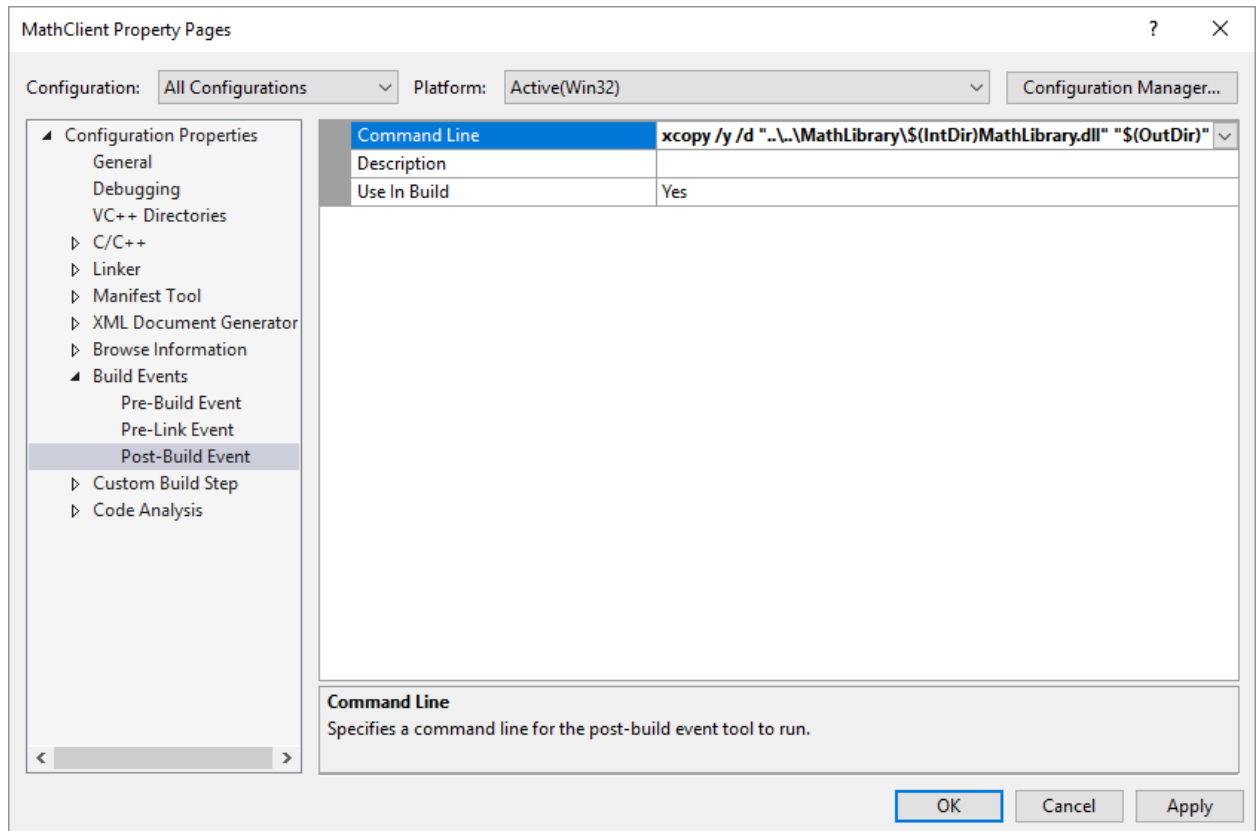 MathClient Property Pages
?
Configuration: All Configurations Platform: Active(Win32) Configuration Manager...
Configuration Properties
General
Debugging
VC++ Directories
C/C++
Linker
Manifest Tool
XML Document Generator
Browse Information
Build Events
Pre-Build Event
Pre-Link Event
Post-Build Event
Custom Build Step
Code Analysis
Command Line xcopy /y /d "..\..\MathLibrary\$(IntDir)MathLibrary.dll" "$(OutDir)"
Description
Use In Build Yes
Command Line
Specifies a command line for the post-build event tool to run.
OK Cancel Apply